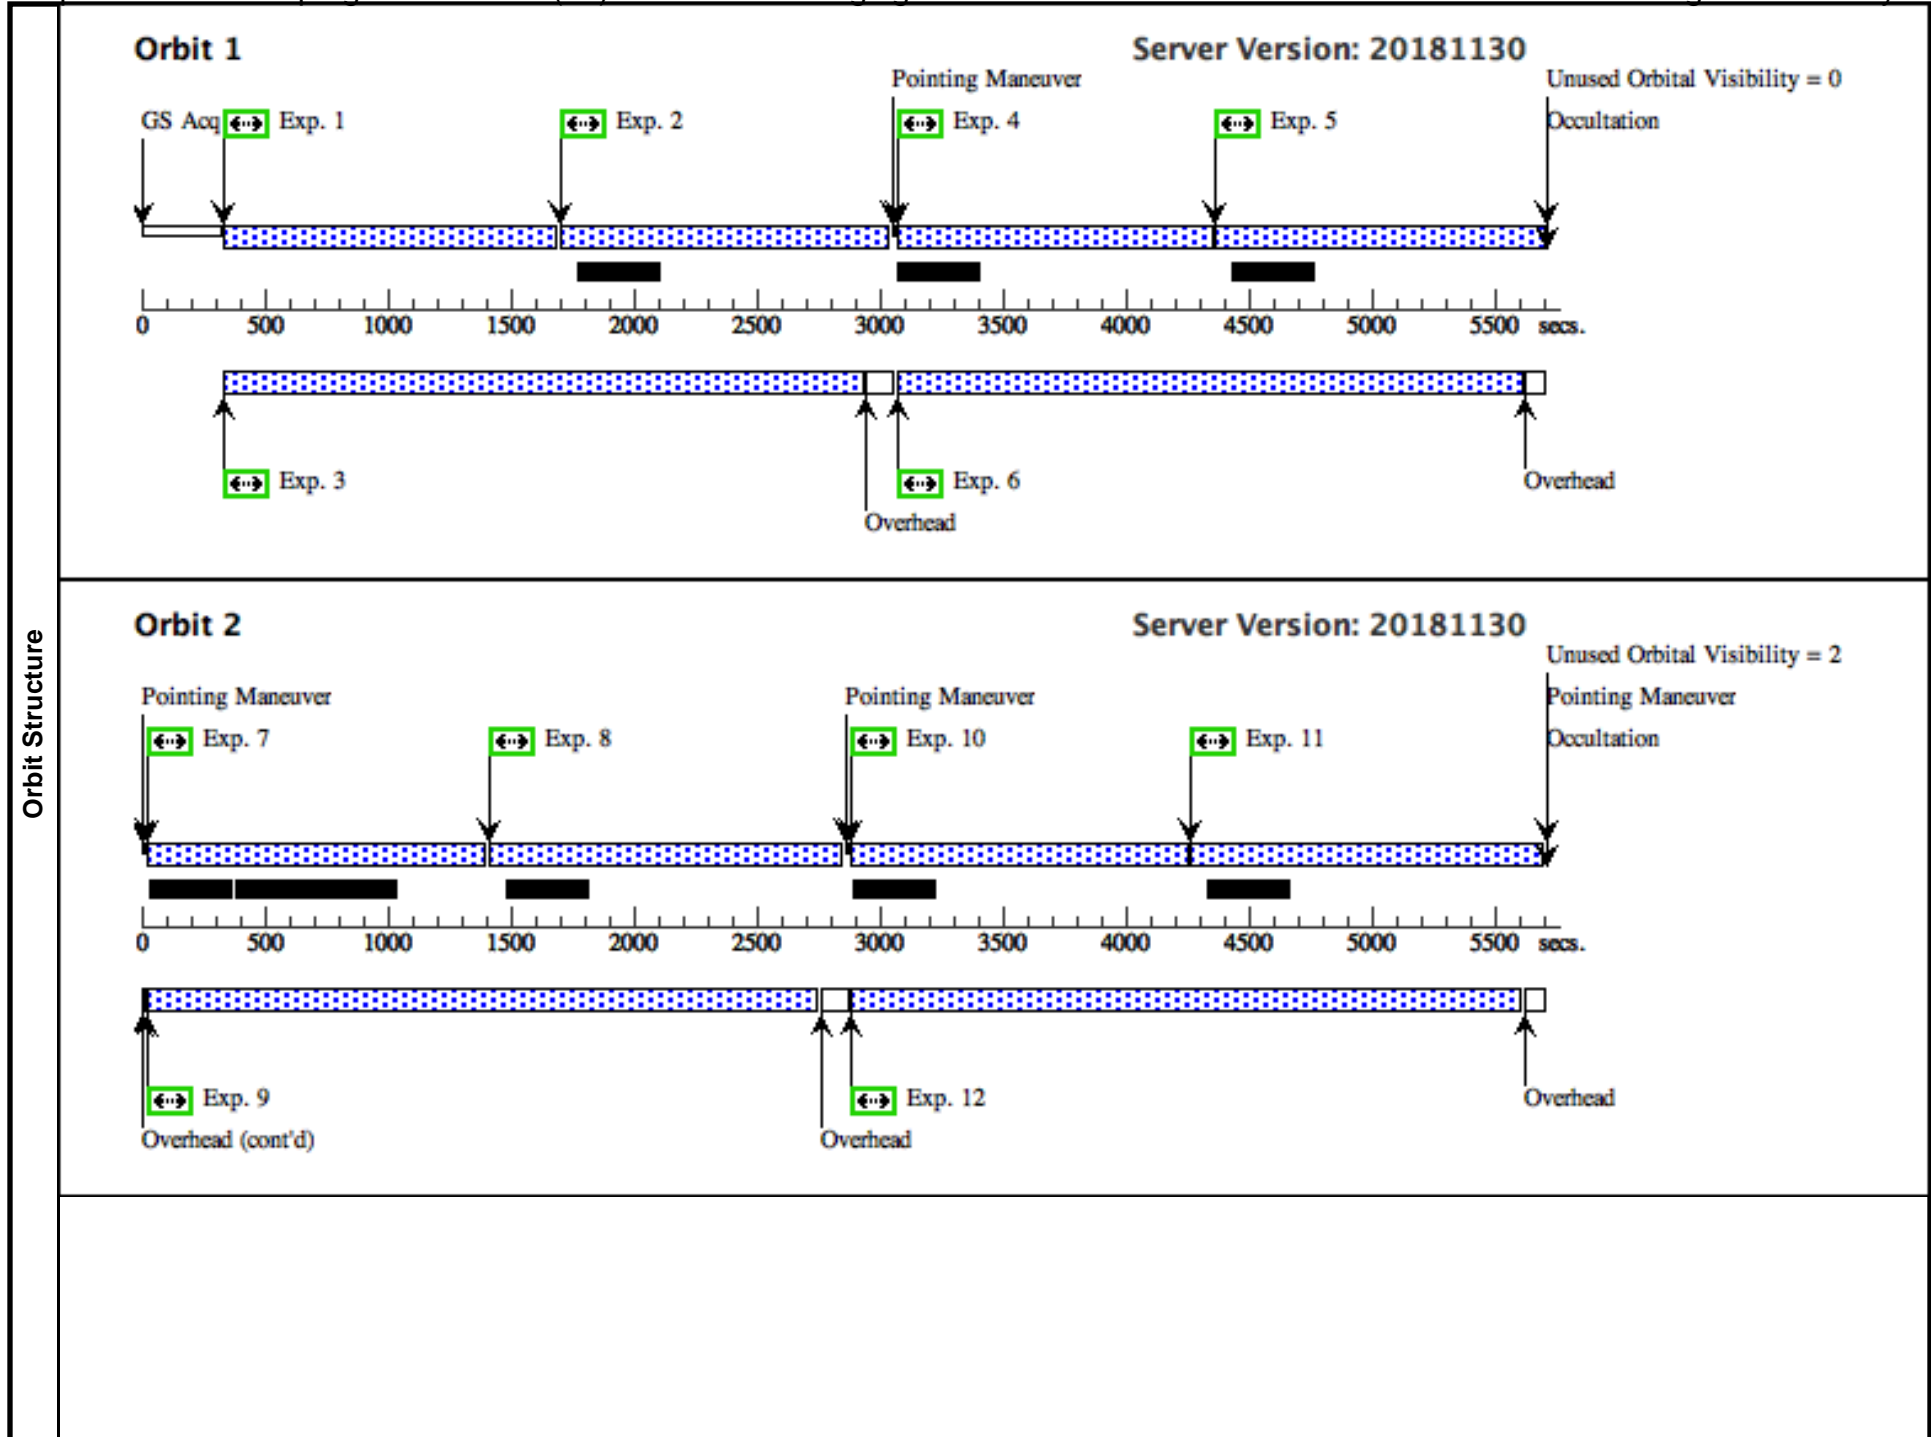 Orbit Structure
Orbit 1
Server Version: 20181130
Pointing Maneuver
Unused Orbital Visibility = 0
GS Acq
Exp. 1
Exp. 2
Exp. 4
Exp. 5
Occultation
0 500 1000 1500 2000 2500 3000 3500 4000 4500 5000 5500 secs.
Exp. 3
Exp. 6
Overhead
Overhead
Orbit 2
Server Version: 20181130
Unused Orbital Visibility = 2
Pointing Maneuver
Pointing Maneuver
Pointing Maneuver
Exp. 7
Exp. 8
Exp. 10
Exp. 11
Occultation
0 500 1000 1500 2000 2500 3000 3500 4000 4500 5000 5500 secs.
Exp. 9
Exp. 12
Overhead
Overhead (cont'd)
Overhead